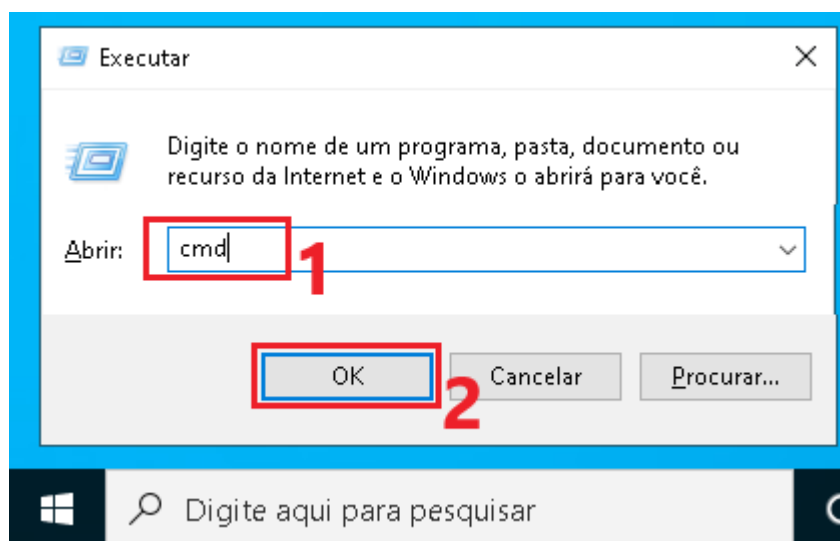 Executar
Digite o nome de um programa, pasta, documento ou
recurso da Internet e o Windows o abrirá para você.
Abrir: cmd 1
OK 2 Cancelar Procurar...
Digite aqui para pesquisar